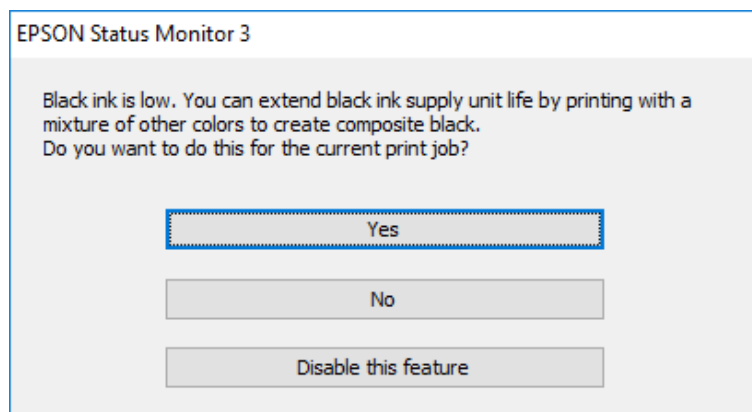 EPSON Status Monitor 3
Black ink is low. You can extend black ink supply unit life by printing with a
mixture of other colors to create composite black.
Do you want to do this for the current print job?
Yes
No
Disable this feature